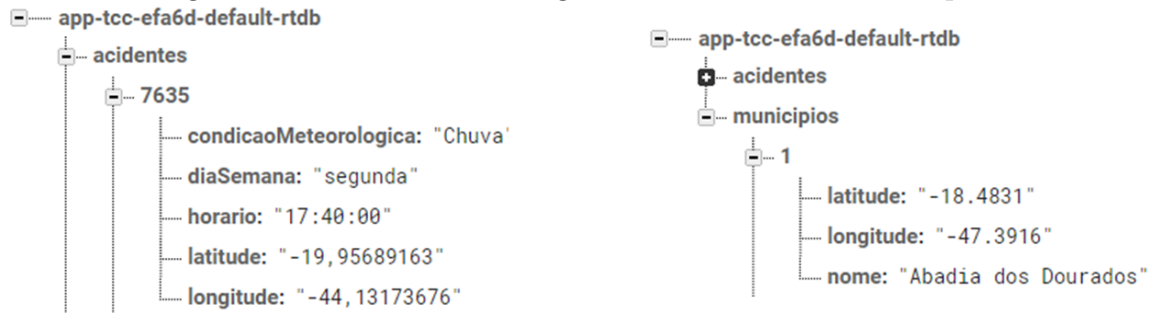 app-tcc-efa6d-default-rtdb
acidentes
7635
condicaoMeteorologica: "Chuva'
diaSemana: "segunda"
horario: "17:40:00"
latitude: "-19,95689163"
longitude: "-44,13173676"
app-tcc-efa6d-default-rtdb
acidentes
municipios
1
latitude: "-18.4831"
longitude: "-47.3916"
nome: "Abadia dos Dourados"